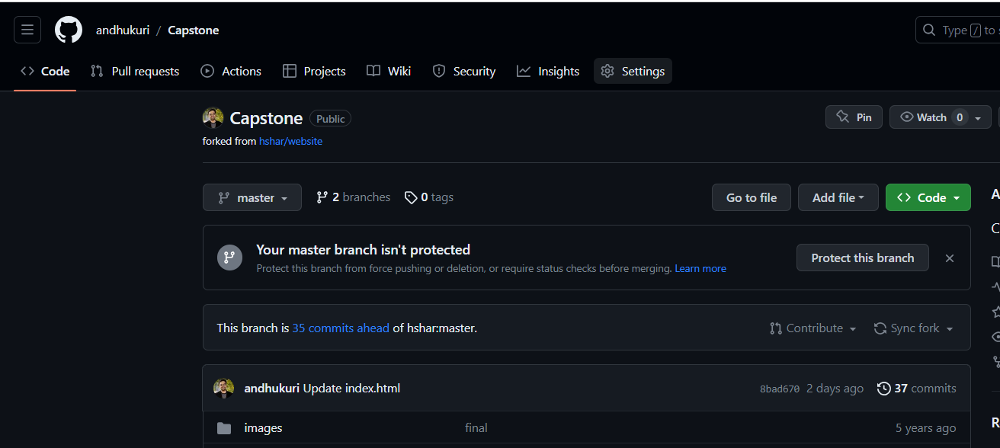 andhukuri / Capstone
Type / to
Code Pull requests Actions Projects Wiki Security Insights Settings
Capstone Public
Pin Watch 0
forked from hshar/website
master 2 branches 0 tags Go to file Add file Code
Your master branch isn't protected
Protect this branch from force pushing or deletion, or require status checks before merging. Learn more
Protect this branch
This branch is 35 commits ahead of hshar:master. Contribute Sync fork
andhukuri Update index.html 8bad670 2 days ago 37 commits
images final 5 years ago